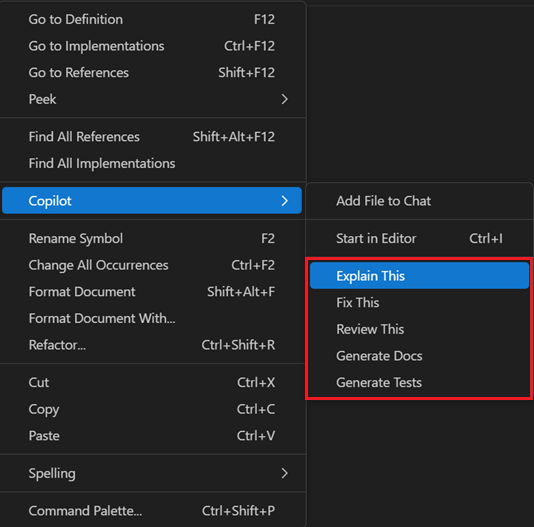 Go to Definition F12
Go to Implementations Ctrl+F12
Go to References Shift+F12
Peek
Find All References Shift+Alt+F12
Find All Implementations
Copilot
Rename Symbol F2
Change All Occurrences Ctrl+F2
Format Document Shift+Alt+F
Format Document With...
Refactor... Ctrl+Shift+R
Cut Ctrl+X
Copy Ctrl+C
Paste Ctrl+V
Spelling
Command Palette... Ctrl+Shift+P
Add File to Chat
Start in Editor Ctrl+I
Explain This
Fix This
Review This
Generate Docs
Generate Tests